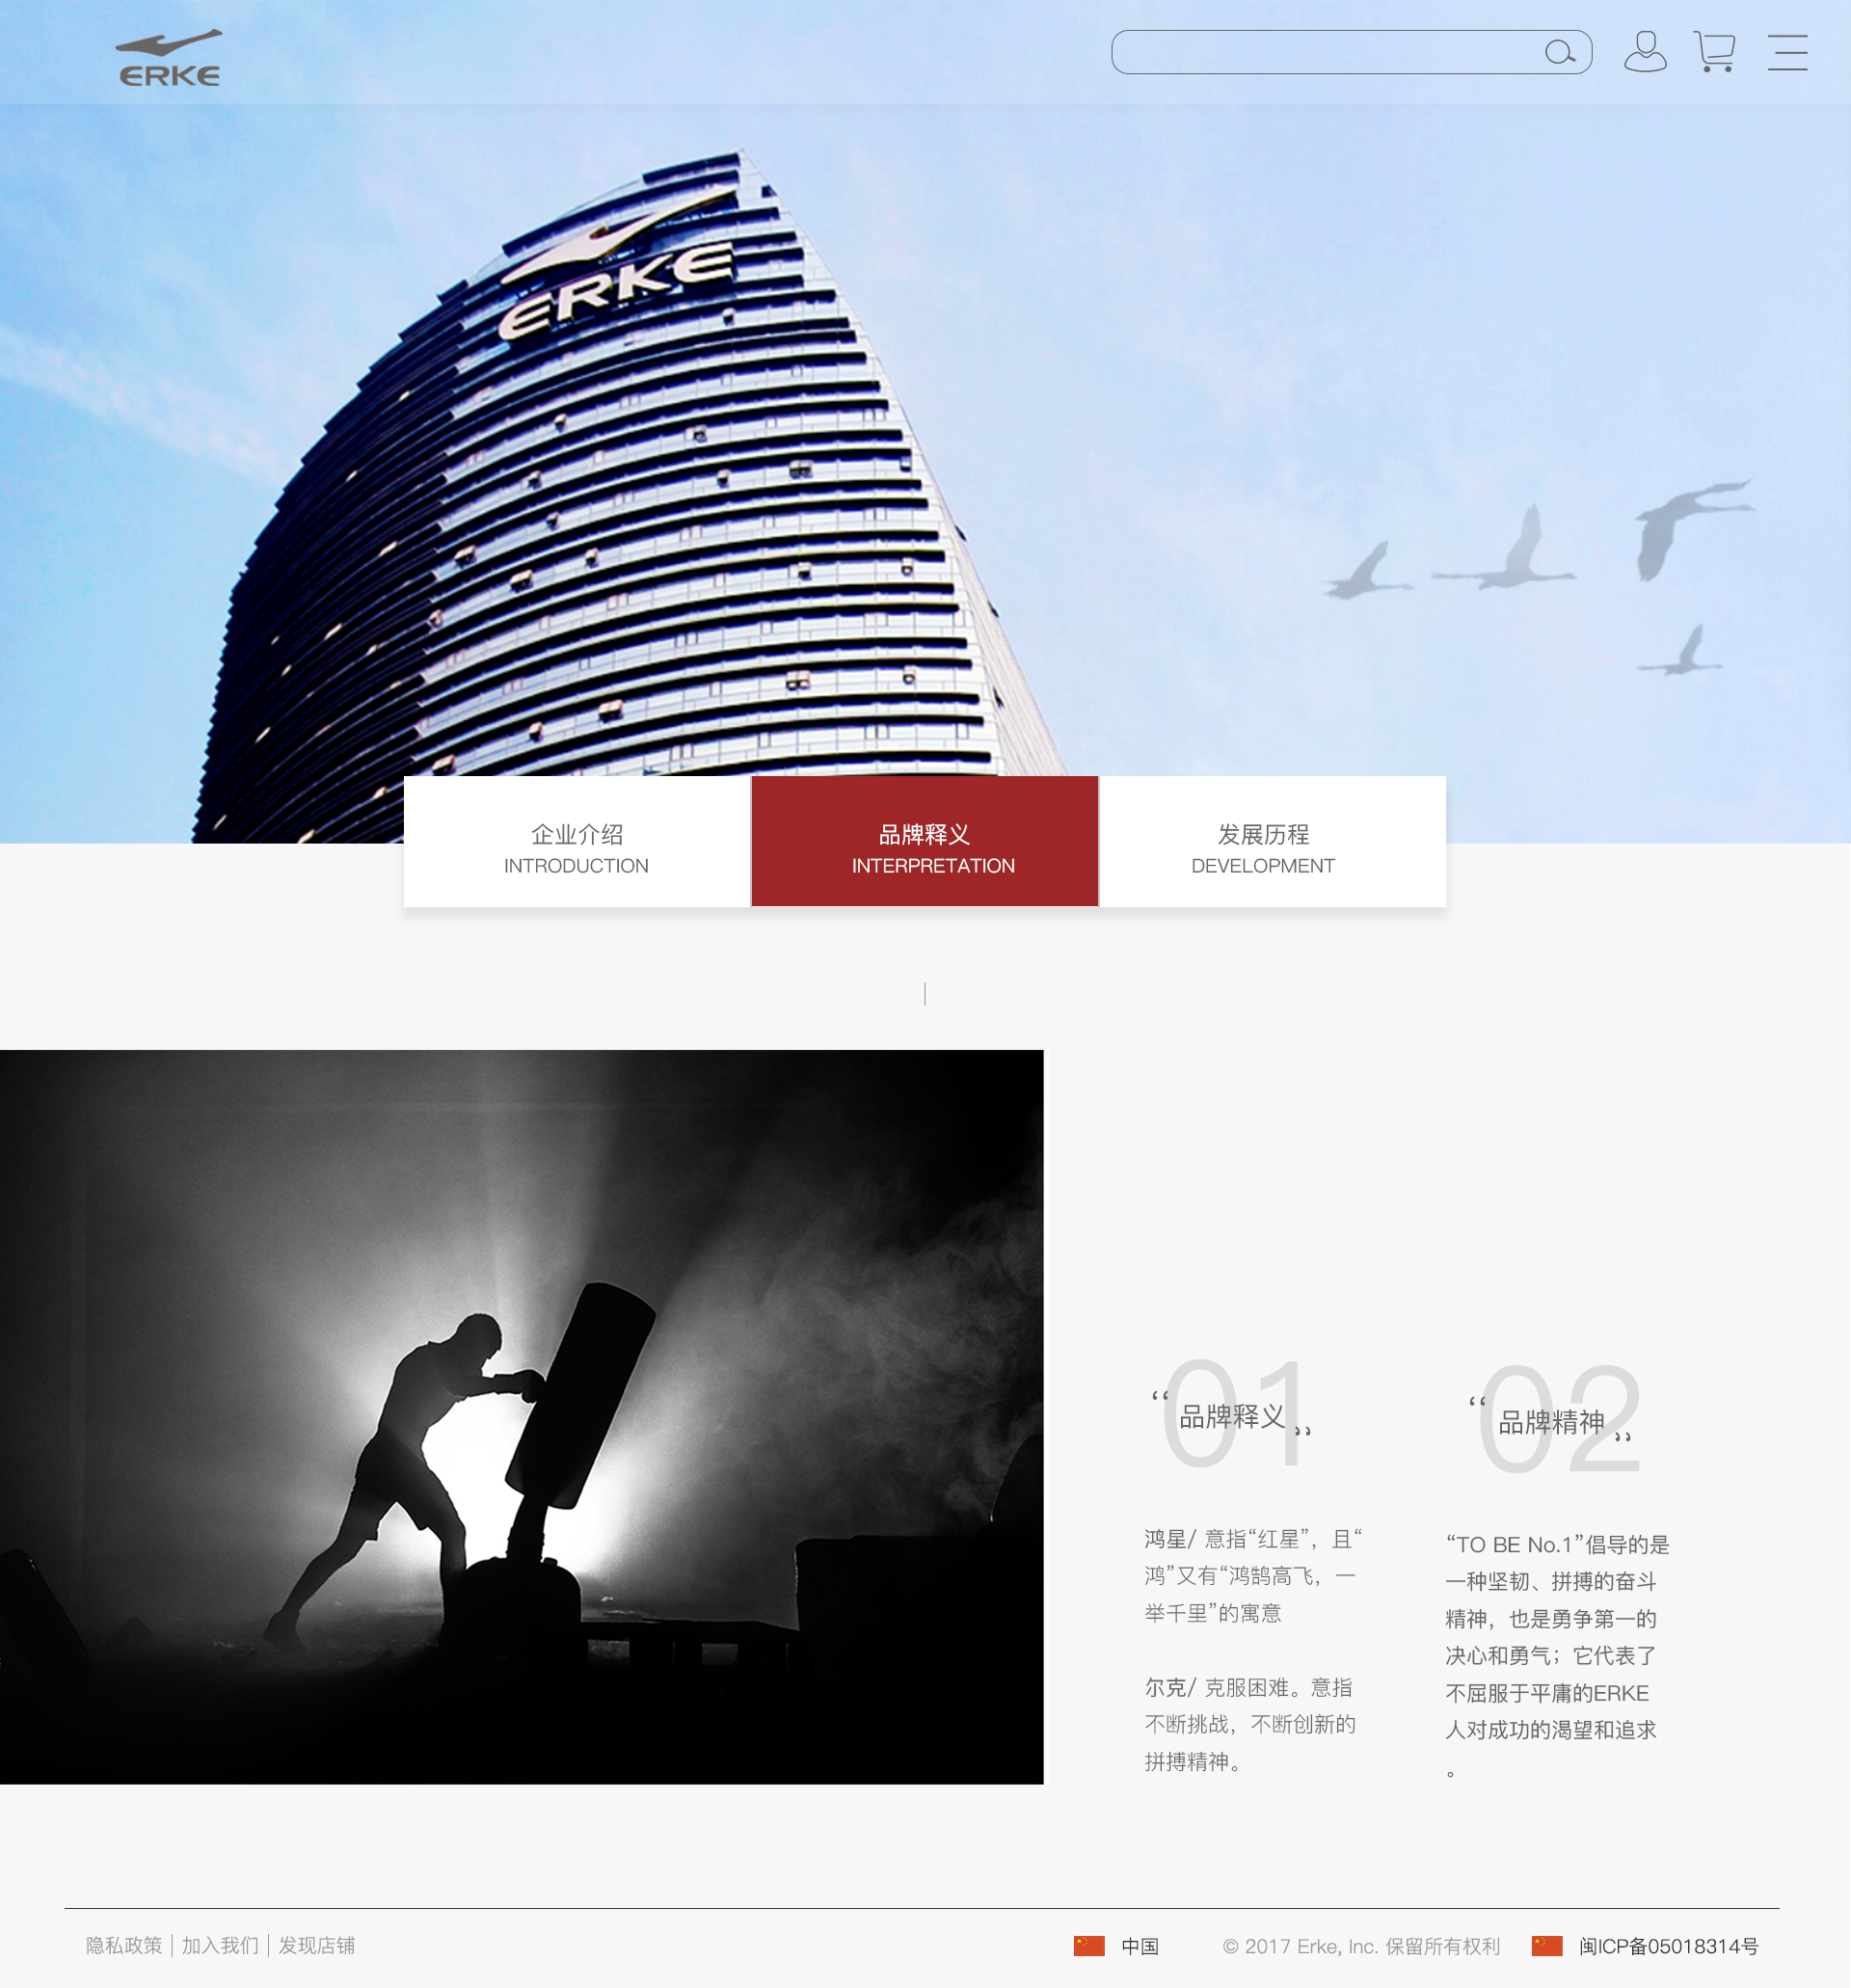 ERKE
ERKE
企业介绍
INTRODUCTION
品牌释义
INTERPRETATION
发展历程
DEVELOPMENT
01
“品牌释义”
02
“品牌精神”
鸿星/ 意指“红星”，且“
鸿”又有“鸿鹄高飞，一
举千里”的寓意
尔克/ 克服困难。意指
不断挑战，不断创新的
拼搏精神。
“TO BE No.1”倡导的是
一种坚韧、拼搏的奋斗
精神，也是勇争第一的
决心和勇气；它代表了
不屈服于平庸的ERKE
人对成功的渴望和追求
。
隐私政策│加入我们│发现店铺
中国
© 2017 Erke, Inc. 保留所有权利
闽ICP备05018314号